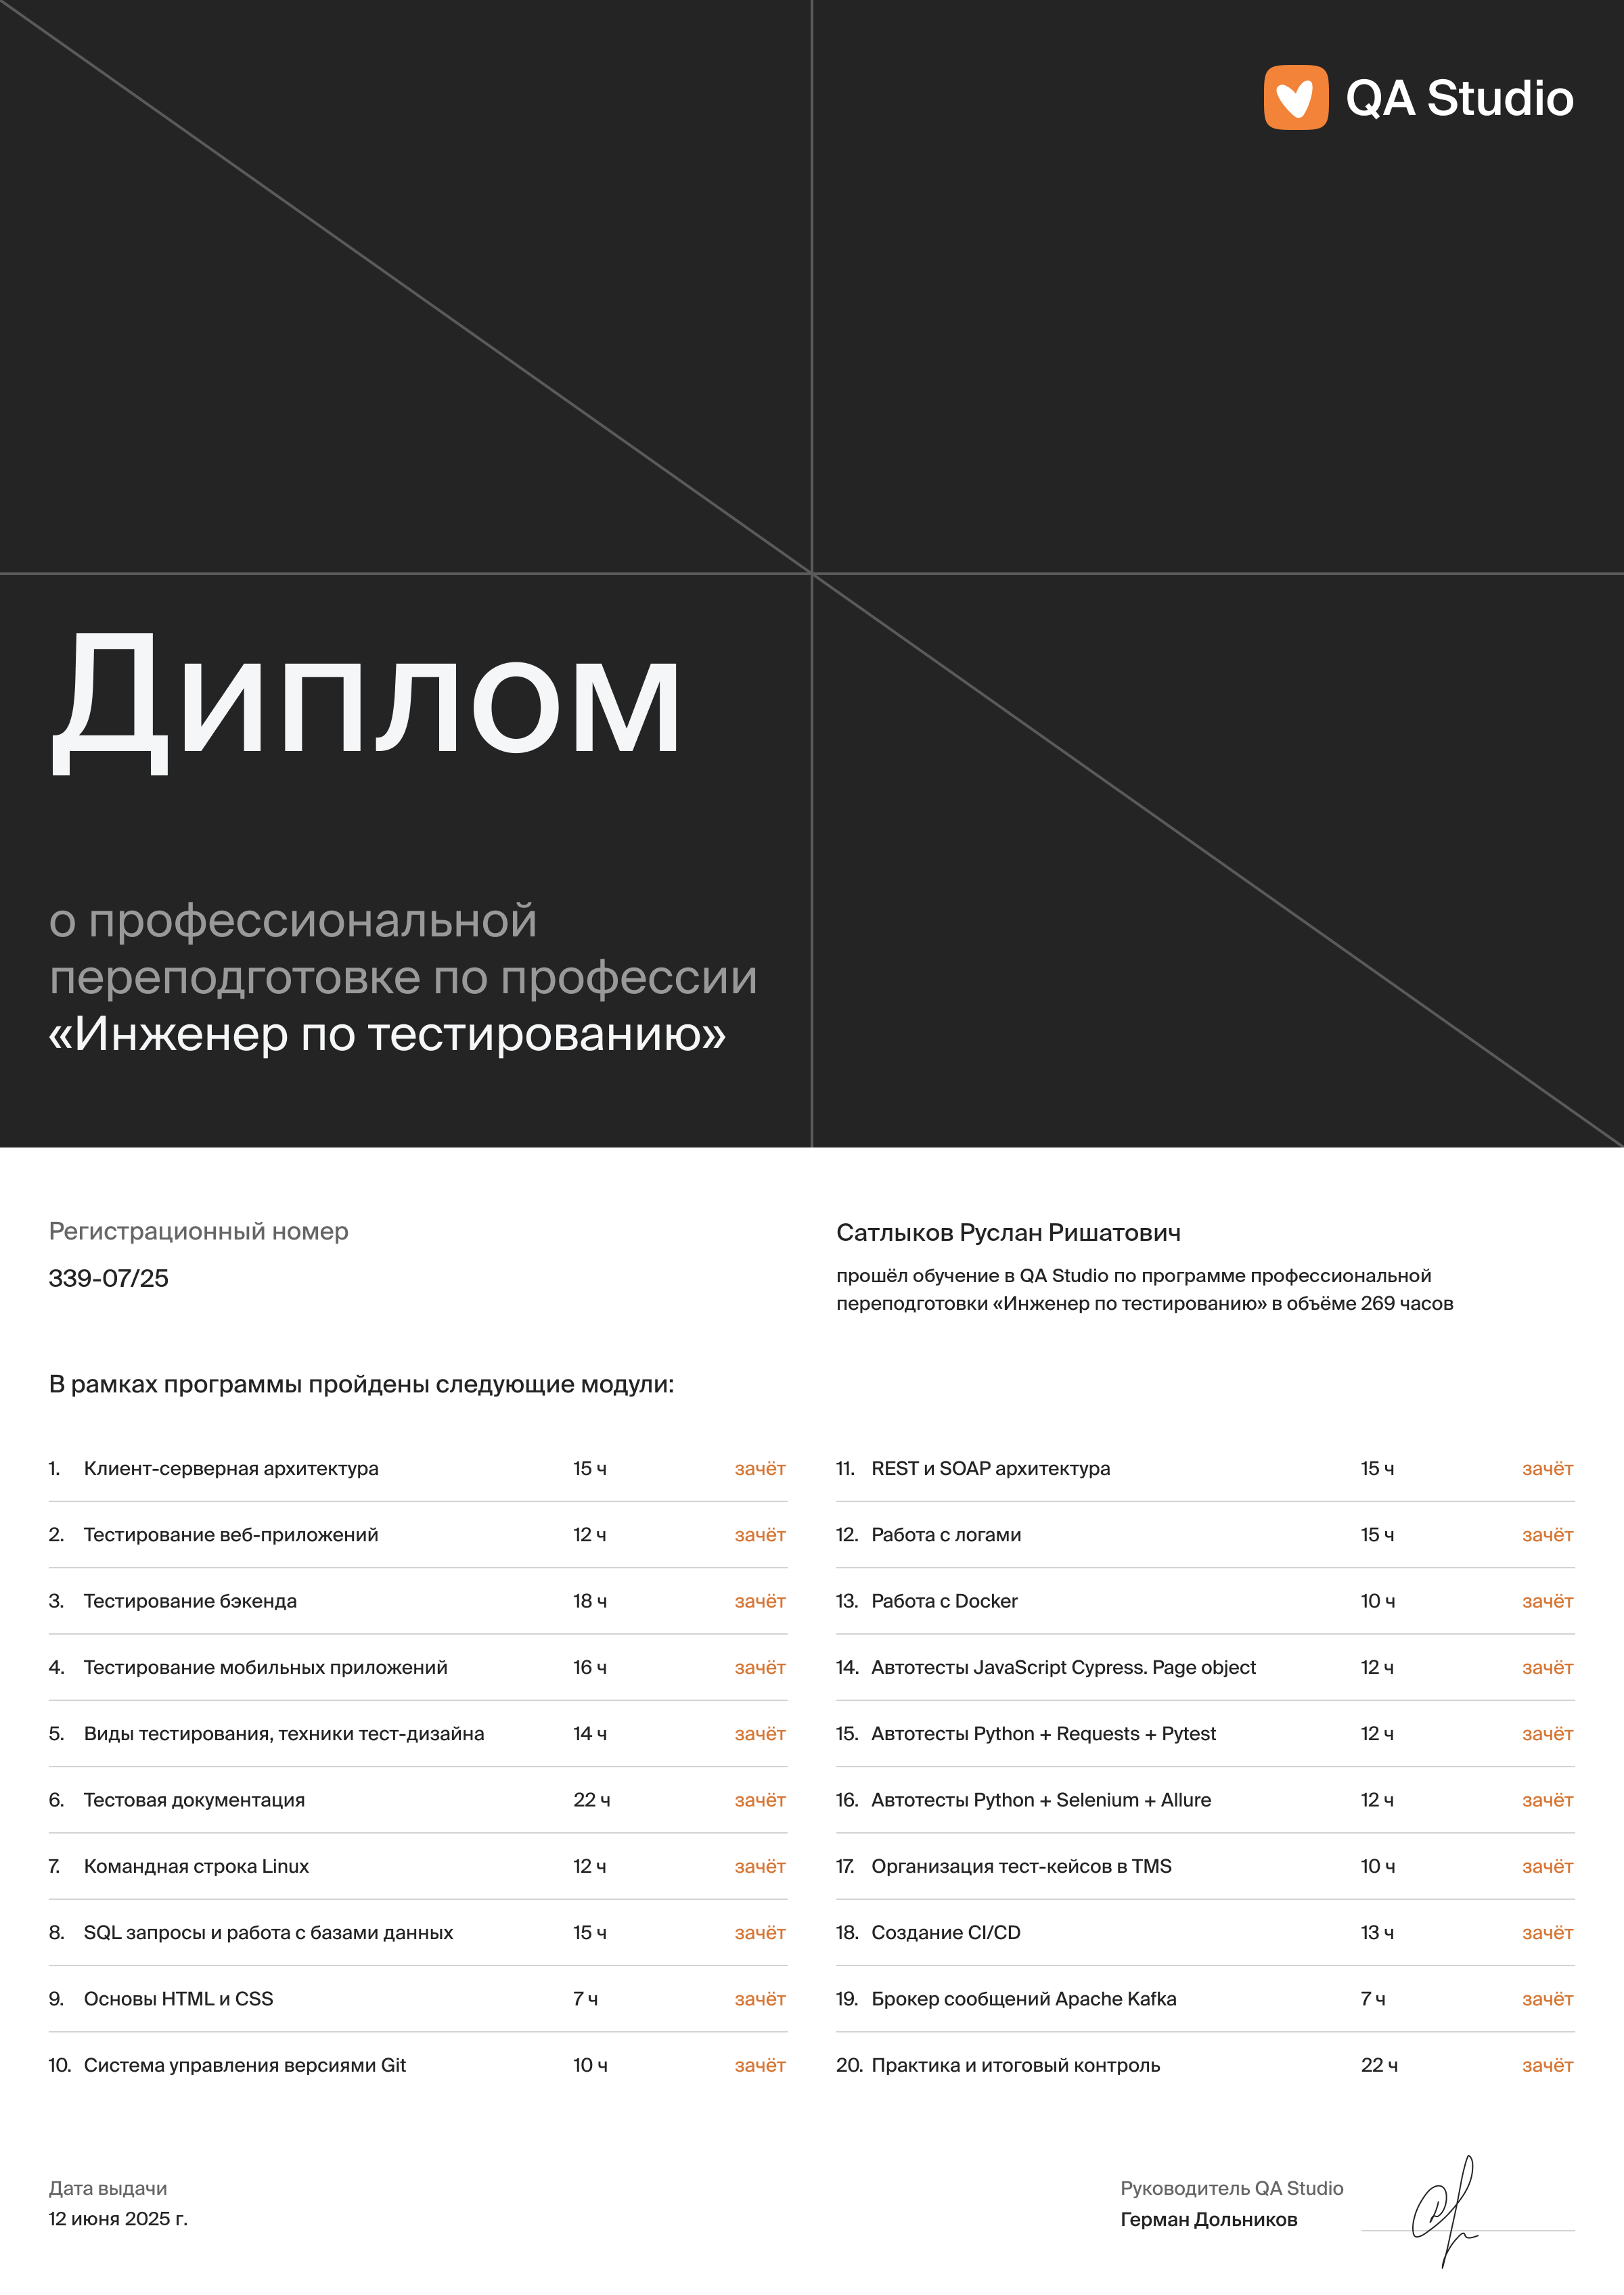 QA Studio
Диплом
о профессиональной
переподготовке по профессии
«Инженер по тестированию»
Регистрационный номер
339-07/25
Сатлыков Руслан Ришатович
прошёл обучение в QA Studio по программе профессиональной
переподготовки «Инженер по тестированию» в объёме 269 часов
В рамках программы пройдены следующие модули:
1. Клиент-серверная архитектура 15 ч зачёт
2. Тестирование веб-приложений 12 ч зачёт
3. Тестирование бэкенда 18 ч зачёт
4. Тестирование мобильных приложений 16 ч зачёт
5. Виды тестирования, техники тест-дизайна 14 ч зачёт
6. Тестовая документация 22 ч зачёт
7. Командная строка Linux 12 ч зачёт
8. SQL запросы и работа с базами данных 15 ч зачёт
9. Основы HTML и CSS 7 ч зачёт
10. Система управления версиями Git 10 ч зачёт
11. REST и SOAP архитектура 15 ч зачёт
12. Работа с логами 15 ч зачёт
13. Работа с Docker 10 ч зачёт
14. Автотесты JavaScript Cypress. Page object 12 ч зачёт
15. Автотесты Python + Requests + Pytest 12 ч зачёт
16. Автотесты Python + Selenium + Allure 12 ч зачёт
17. Организация тест-кейсов в TMS 10 ч зачёт
18. Создание CI/CD 13 ч зачёт
19. Брокер сообщений Apache Kafka 7 ч зачёт
20. Практика и итоговый контроль 22 ч зачёт
Дата выдачи
12 июня 2025 г.
Руководитель QA Studio
Герман Дольников